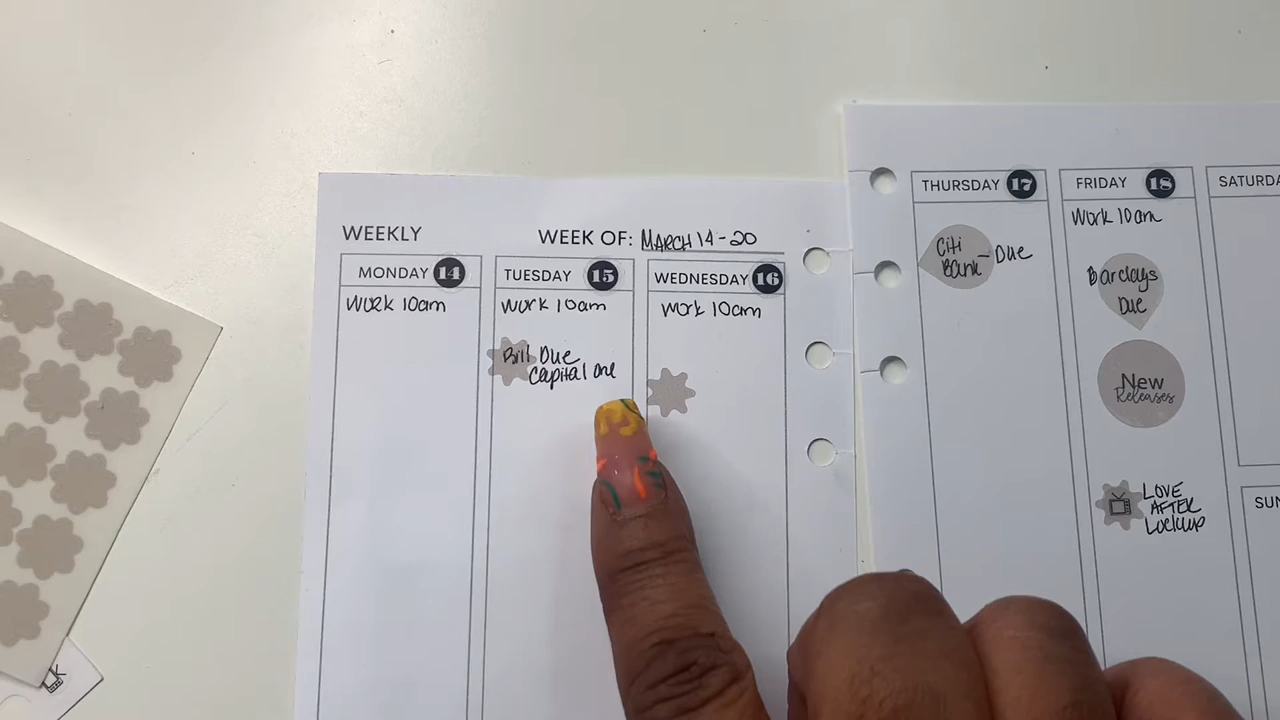 WEEKLY
WEEK OF: MARCH 14-20
MONDAY 14
Work 10am
TUESDAY 15
Work 10am
Bill Due
Capital One
WEDNESDAY 16
Work 10am
THURSDAY 17
Citi
Bank - Due
FRIDAY 18
Work 10am
Barclays
Due
New
Releases
LOVE
AFTER
LOCKUP
SATURDA
SUN